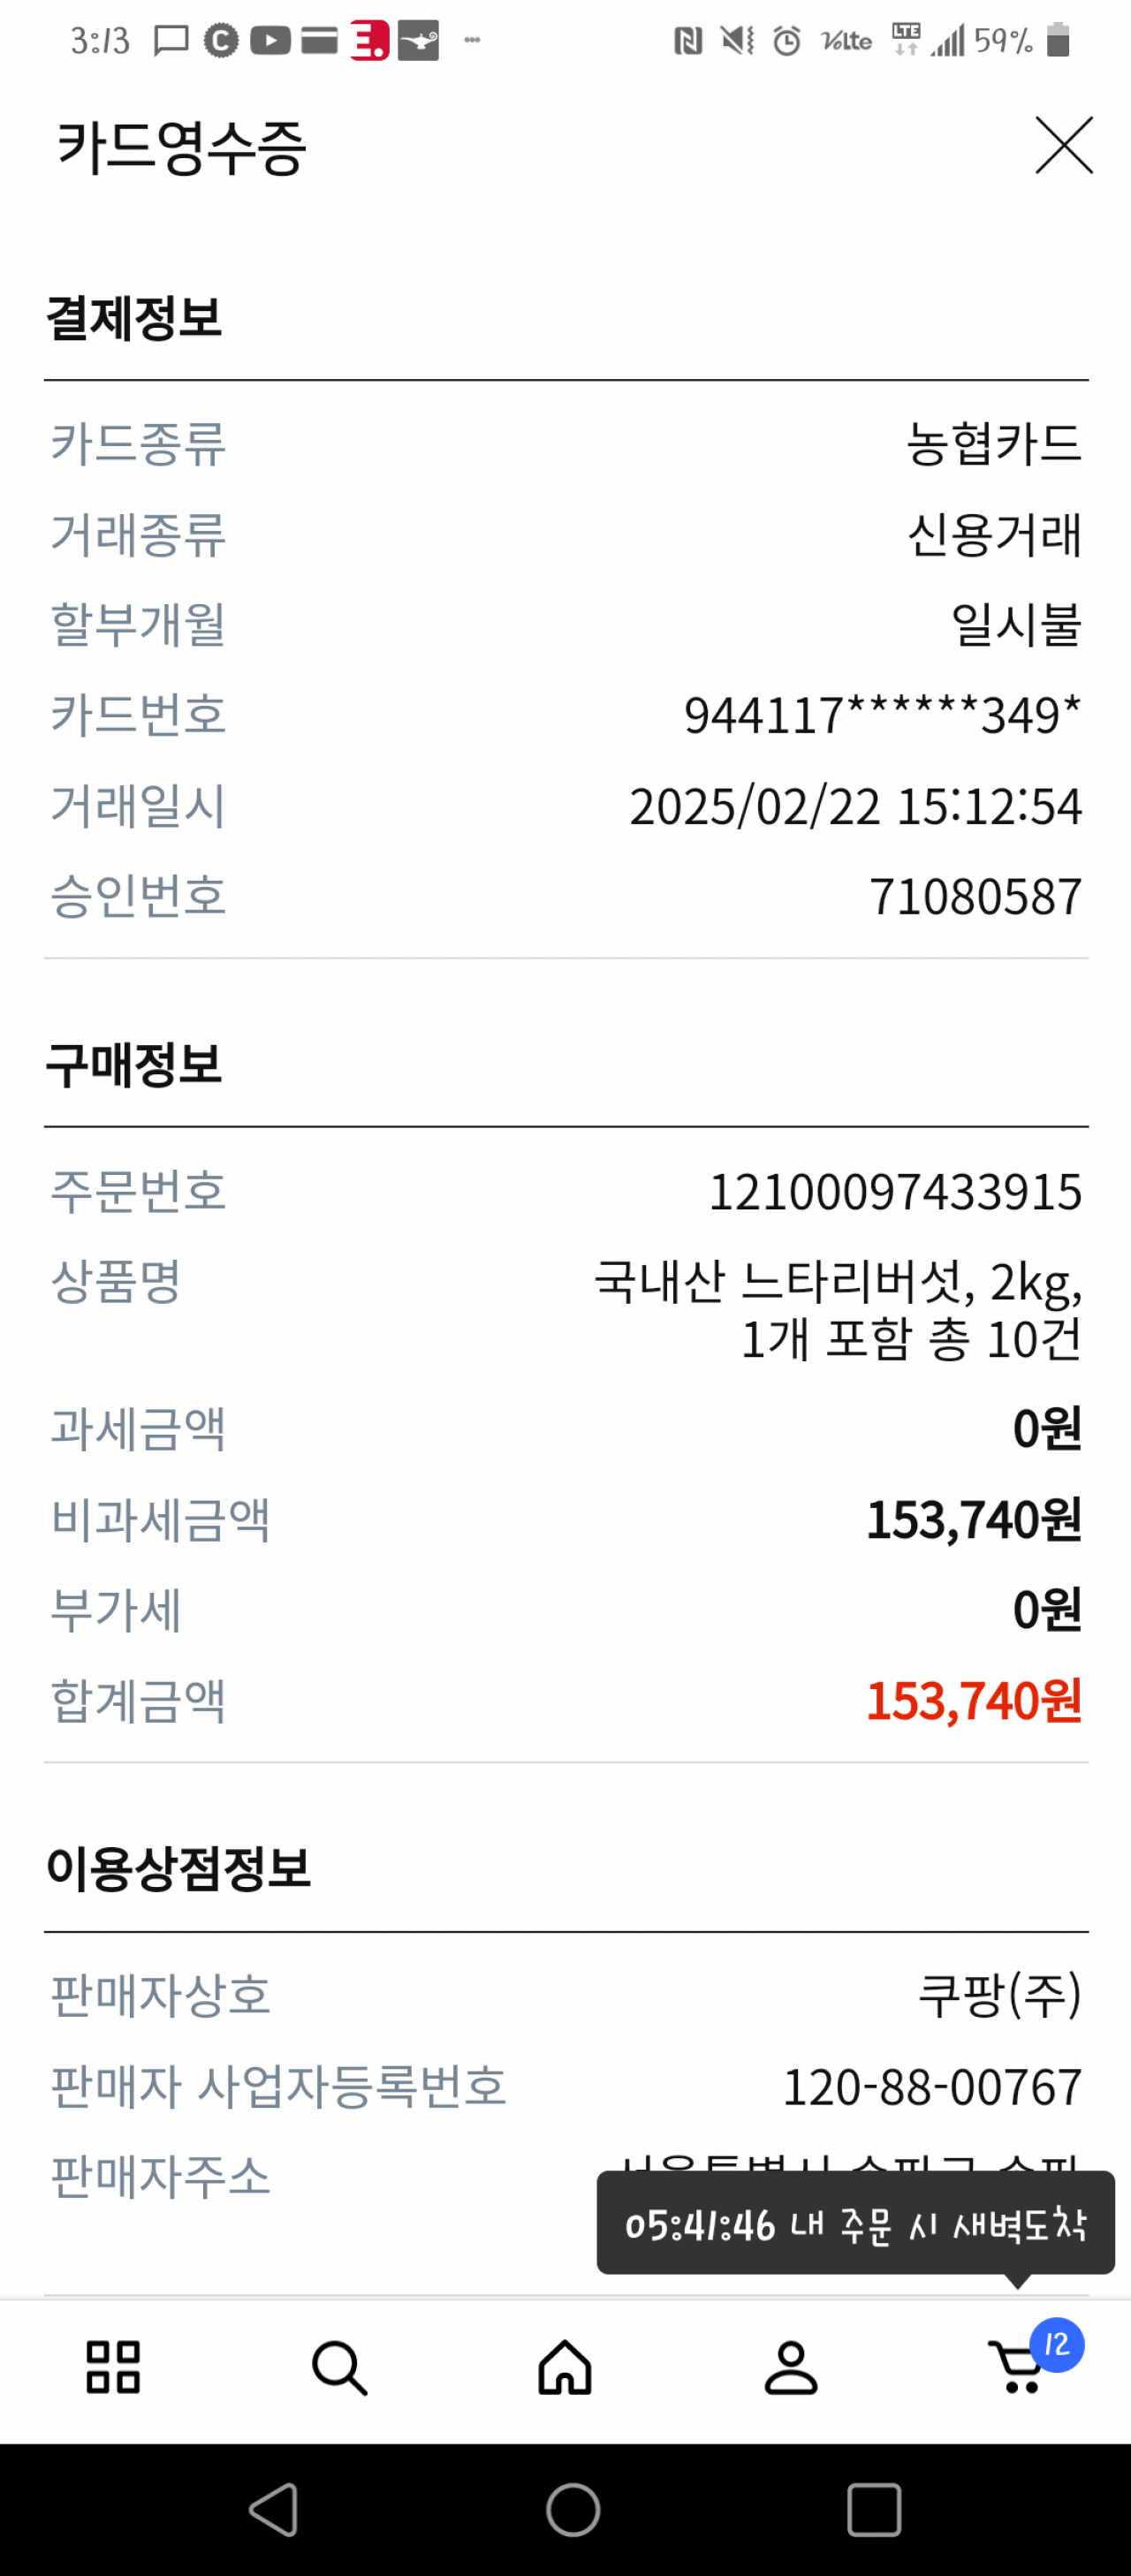 3:13
59%
카드영수증
결제정보
카드종류 농협카드
거래종류 신용거래
할부개월 일시불
카드번호 944117******349*
거래일시 2025/02/22 15:12:54
승인번호 71080587
구매정보
주문번호 12100097433915
상품명 국내산 느타리버섯, 2kg,
1개 포함 총 10건
과세금액 0원
비과세금액 153,740원
부가세 0원
합계금액 153,740원
이용상점정보
판매자상호 쿠팡(주)
판매자 사업자등록번호 120-88-00767
판매자주소
05:41:46 내 주문 시 새벽도착
12